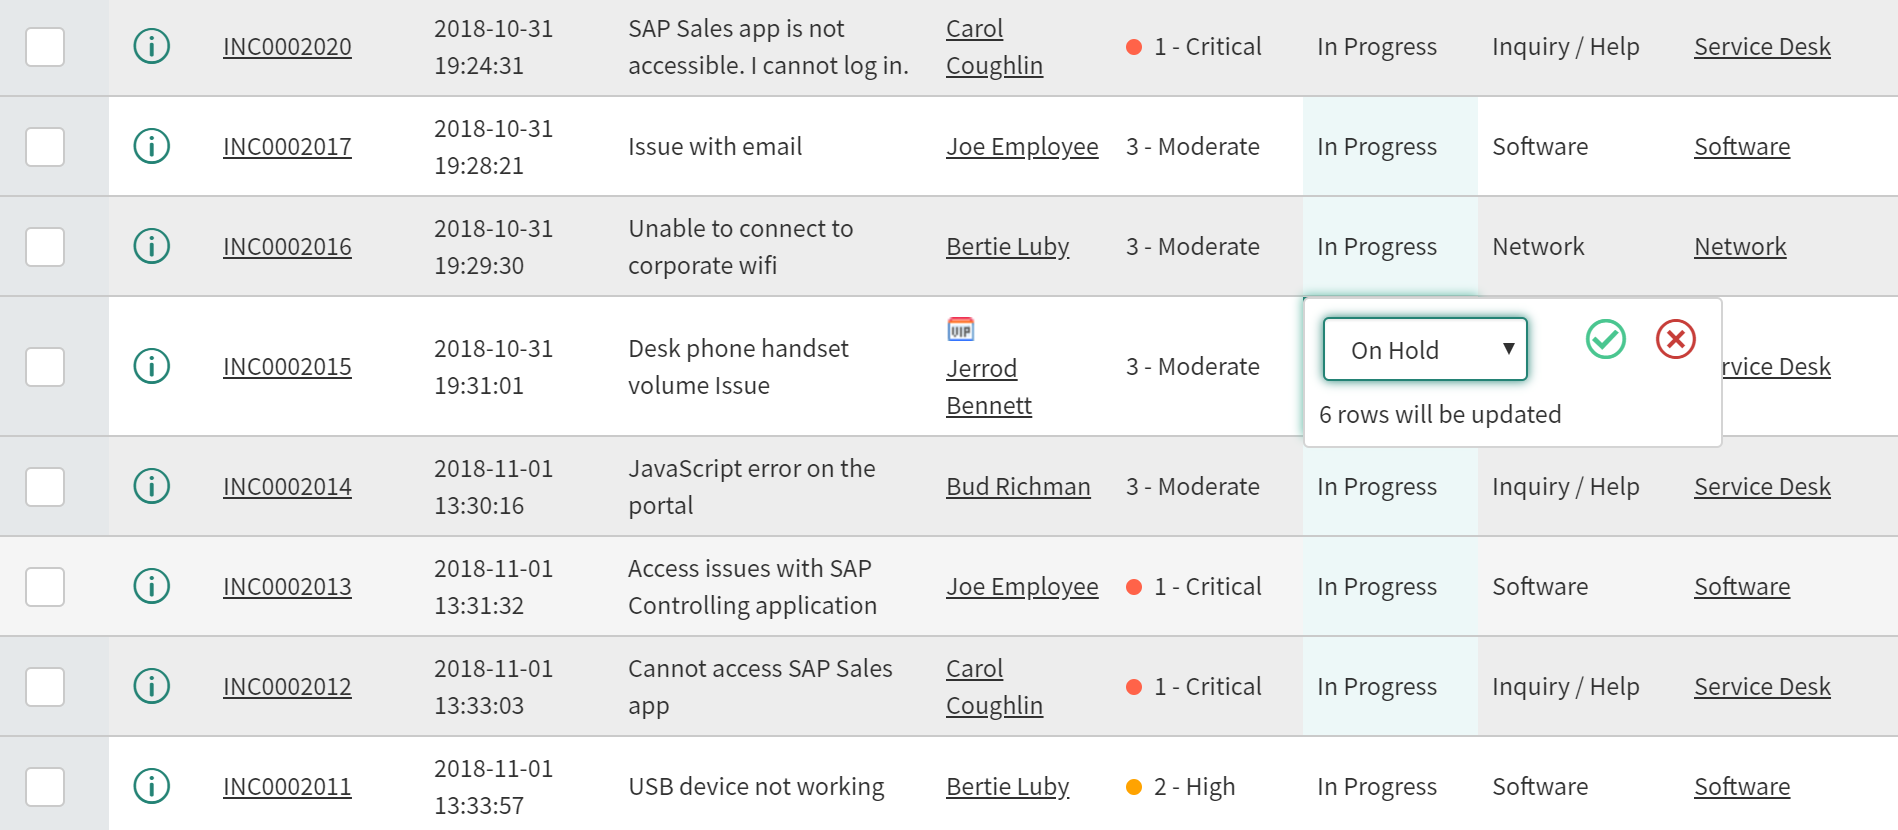 INC0002020 2018-10-31 19:24:31 SAP Sales app is not accessible. I cannot log in. Carol Coughlin 1 - Critical In Progress Inquiry / Help Service Desk
INC0002017 2018-10-31 19:28:21 Issue with email Joe Employee 3 - Moderate In Progress Software Software
INC0002016 2018-10-31 19:29:30 Unable to connect to corporate wifi Bertie Luby 3 - Moderate In Progress Network Network
INC0002015 2018-10-31 19:31:01 Desk phone handset volume Issue VIP Jerrod Bennett 3 - Moderate On Hold rvice Desk
6 rows will be updated
INC0002014 2018-11-01 13:30:16 JavaScript error on the portal Bud Richman 3 - Moderate In Progress Inquiry / Help Service Desk
INC0002013 2018-11-01 13:31:32 Access issues with SAP Controlling application Joe Employee 1 - Critical In Progress Software Software
INC0002012 2018-11-01 13:33:03 Cannot access SAP Sales app Carol Coughlin 1 - Critical In Progress Inquiry / Help Service Desk
INC0002011 2018-11-01 13:33:57 USB device not working Bertie Luby 2 - High In Progress Software Software